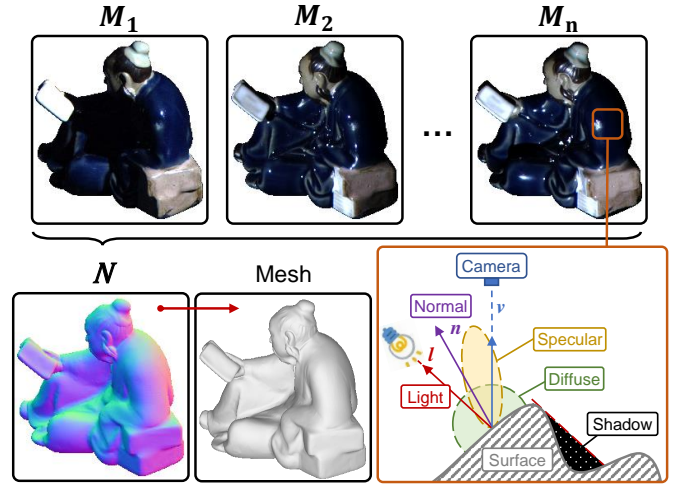 M₁
M₂
Mₙ
...
N
Mesh
Camera
Normal
v
n
Specular
l
Light
Diffuse
Shadow
Surface